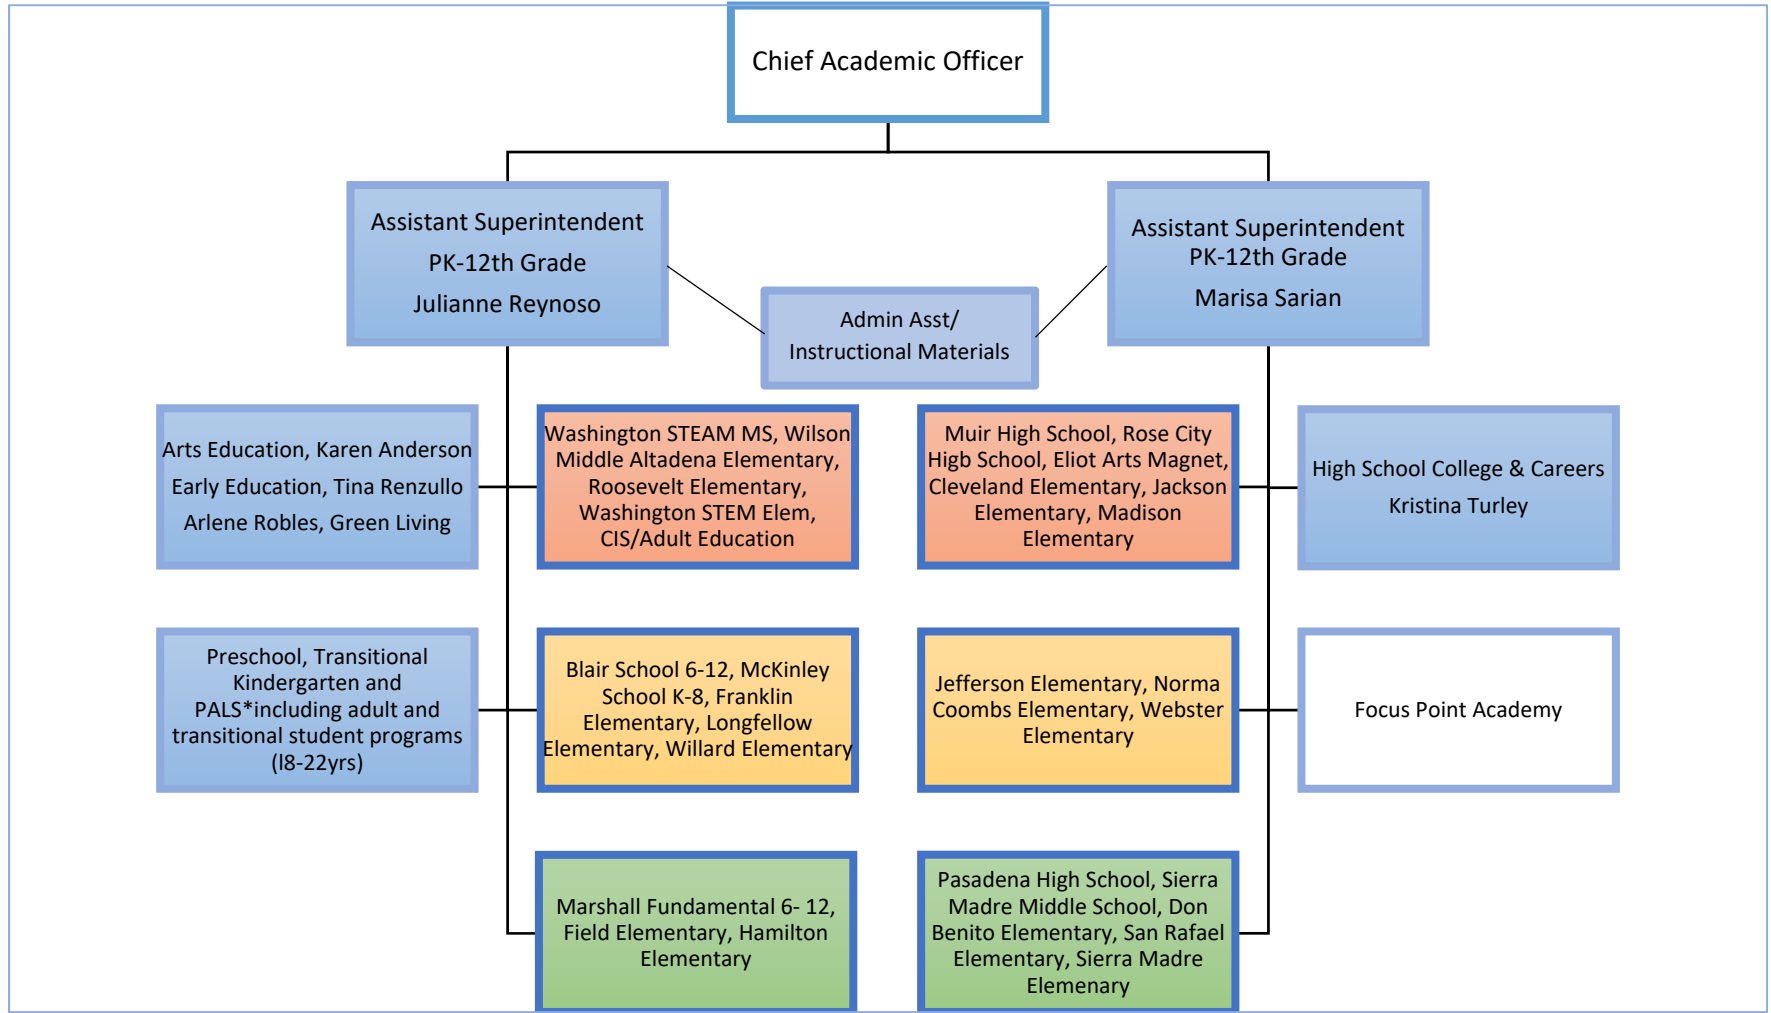 Chief Academic Officer
Assistant Superintendent
PK-12th Grade
Julianne Reynoso
Assistant Superintendent
PK-12th Grade
Marisa Sarian
Admin Asst/
Instructional Materials
Arts Education, Karen Anderson
Early Education, Tina Renzullo
Arlene Robles, Green Living
Washington STEAM MS, Wilson
Middle Altadena Elementary,
Roosevelt Elementary,
Washington STEM Elem,
CIS/Adult Education
Muir High School, Rose City
Higb School, Eliot Arts Magnet,
Cleveland Elementary, Jackson
Elementary, Madison
Elementary
High School College & Careers
Kristina Turley
Preschool, Transitional
Kindergarten and
PALS*including adult and
transitional student programs
(l8-22yrs)
Blair School 6-12, McKinley
School K-8, Franklin
Elementary, Longfellow
Elementary, Willard Elementary
Jefferson Elementary, Norma
Coombs Elementary, Webster
Elementary
Focus Point Academy
Marshall Fundamental 6- 12,
Field Elementary, Hamilton
Elementary
Pasadena High School, Sierra
Madre Middle School, Don
Benito Elementary, San Rafael
Elementary, Sierra Madre
Elemenary